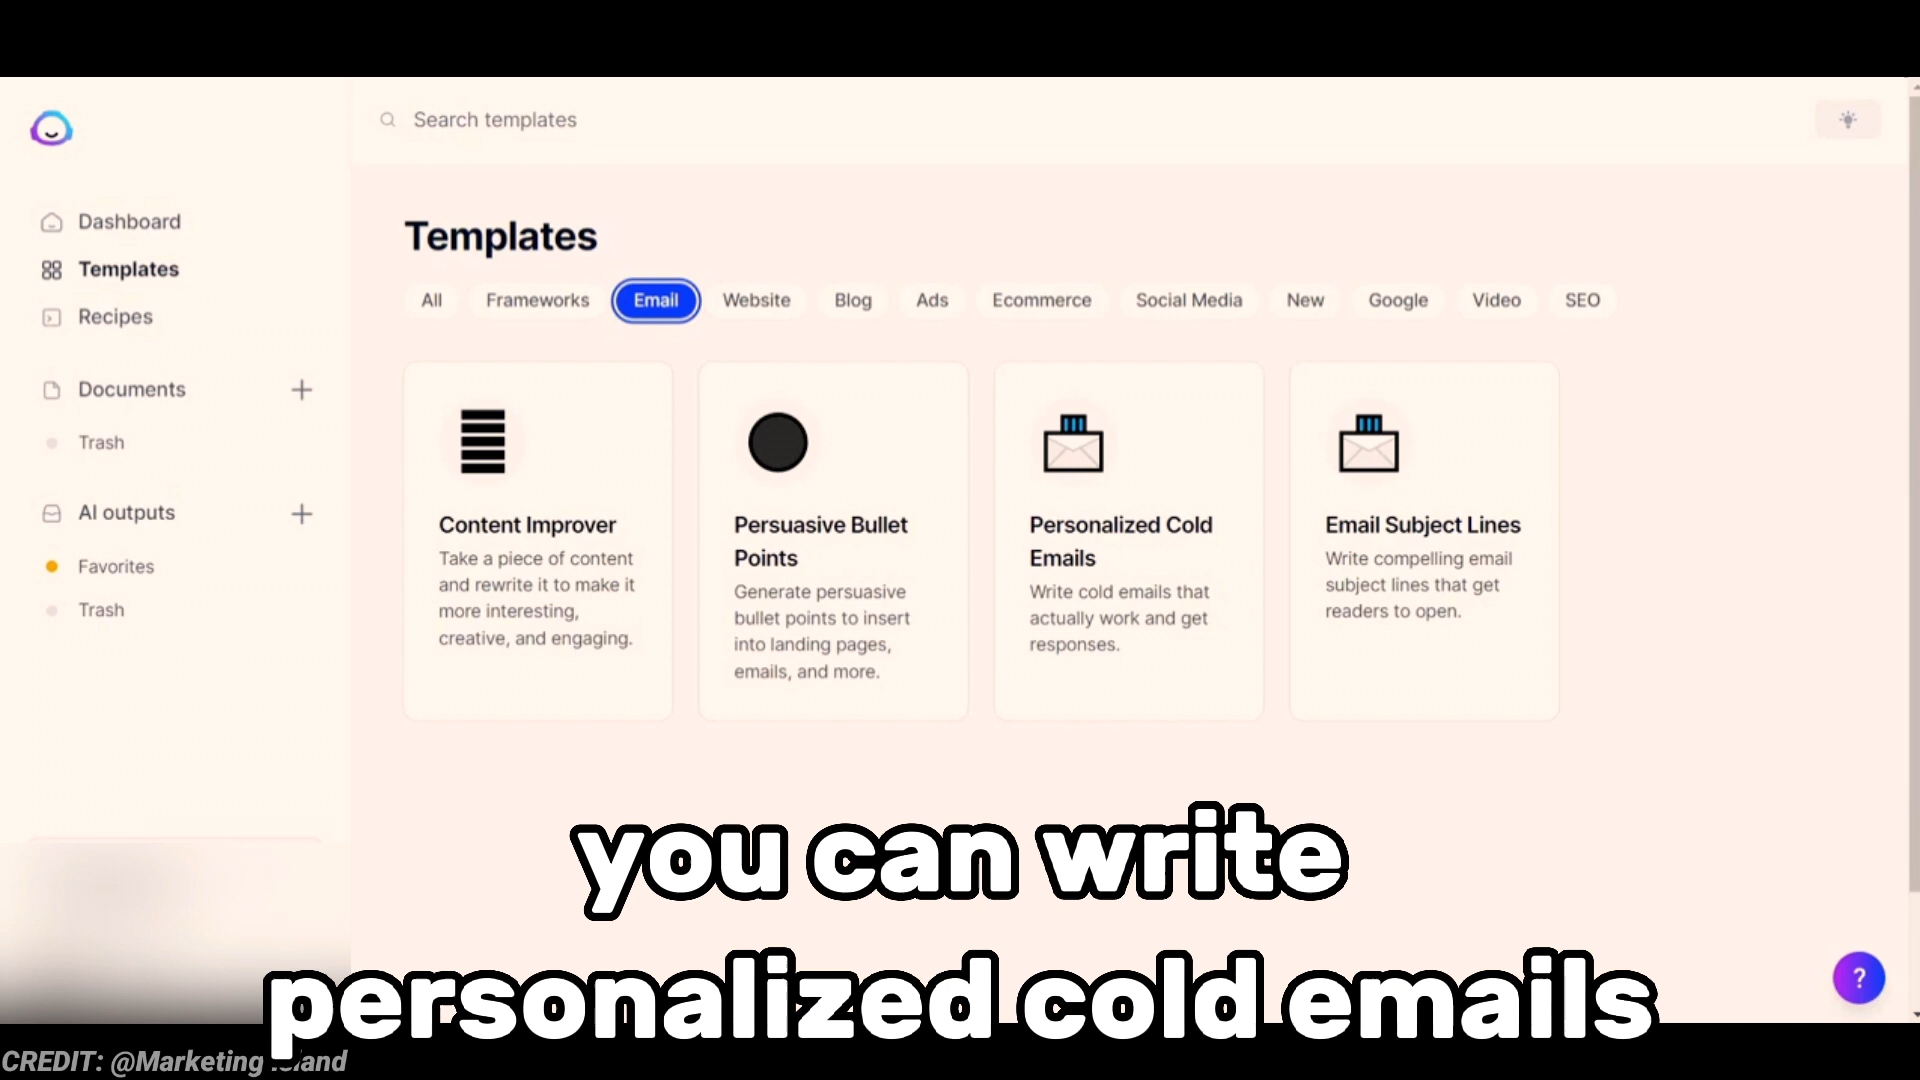 Search templates
Dashboard
Templates
Recipes
Documents
Trash
AI outputs
Favorites
Trash
Templates
All Frameworks Email Website Blog Ads Ecommerce Social Media New Google Video SEO
Content Improver
Take a piece of content
and rewrite it to make it
more interesting,
creative, and engaging.
Persuasive Bullet
Points
Generate persuasive
bullet points to insert
into landing pages,
emails, and more.
Personalized Cold
Emails
Write cold emails that
actually work and get
responses.
Email Subject Lines
Write compelling email
subject lines that get
readers to open.
you can write
personalized cold emails
?
CREDIT: @Marketing